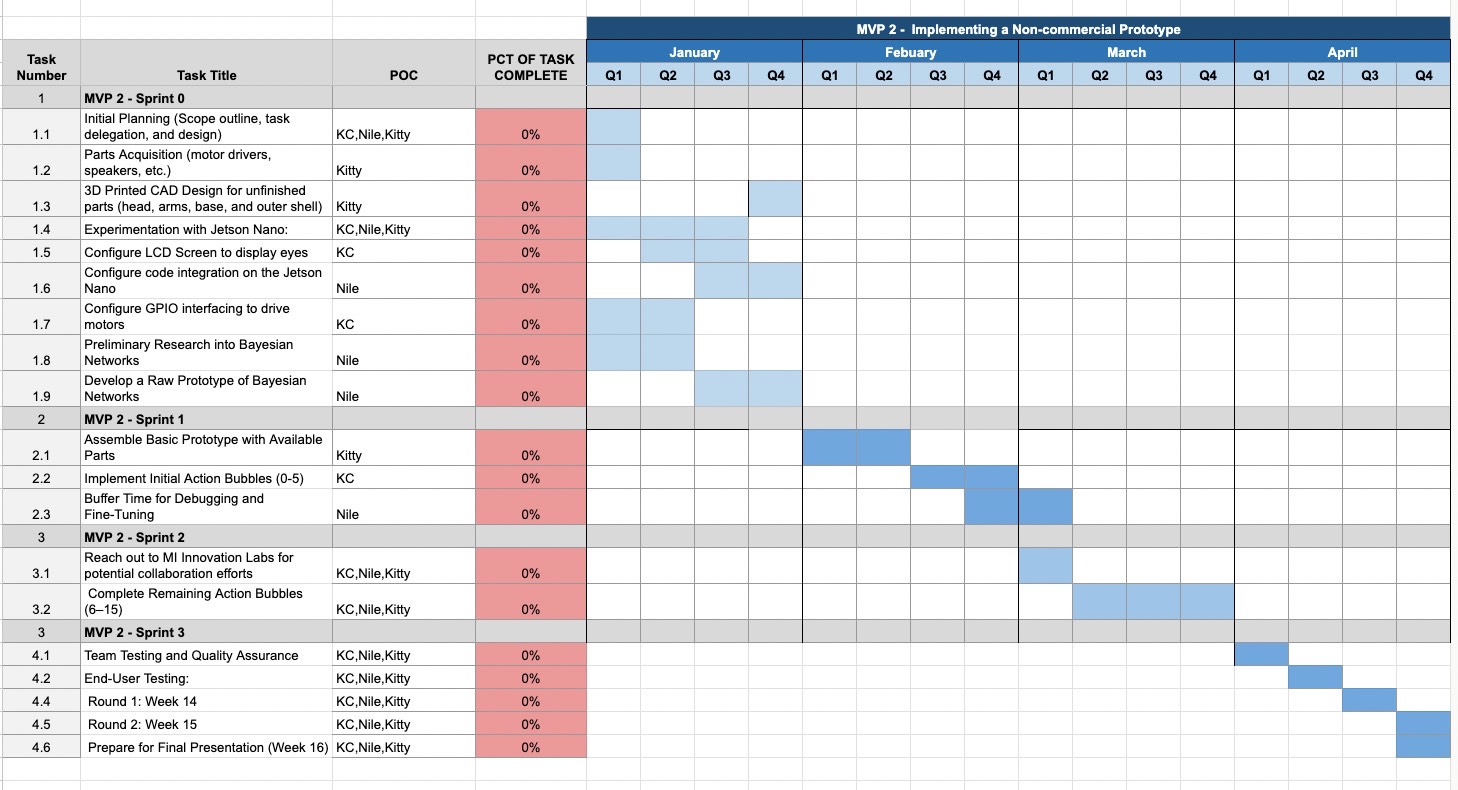 MVP 2 - Implementing a Non-commercial Prototype
Task Number Task Title POC PCT OF TASK COMPLETE January Febuary March April
Q1 Q2 Q3 Q4 Q1 Q2 Q3 Q4 Q1 Q2 Q3 Q4 Q1 Q2 Q3 Q4
1 MVP 2 - Sprint 0
1.1 Initial Planning (Scope outline, task
delegation, and design) KC,Nile,Kitty 0%
1.2 Parts Acquisition (motor drivers,
speakers, etc.) Kitty 0%
1.3 3D Printed CAD Design for unfinished
parts (head, arms, base, and outer shell) Kitty 0%
1.4 Experimentation with Jetson Nano: KC,Nile,Kitty 0%
1.5 Configure LCD Screen to display eyes KC 0%
1.6 Configure code integration on the Jetson
Nano Nile 0%
1.7 Configure GPIO interfacing to drive
motors KC 0%
1.8 Preliminary Research into Bayesian
Networks Nile 0%
1.9 Develop a Raw Prototype of Bayesian
Networks Nile 0%
2 MVP 2 - Sprint 1
2.1 Assemble Basic Prototype with Available
Parts Kitty 0%
2.2 Implement Initial Action Bubbles (0-5) KC 0%
2.3 Buffer Time for Debugging and
Fine-Tuning Nile 0%
3 MVP 2 - Sprint 2
3.1 Reach out to MI Innovation Labs for
potential collaboration efforts KC,Nile,Kitty 0%
3.2 Complete Remaining Action Bubbles
(6–15) KC,Nile,Kitty 0%
3 MVP 2 - Sprint 3
4.1 Team Testing and Quality Assurance KC,Nile,Kitty 0%
4.2 End-User Testing: KC,Nile,Kitty 0%
4.4 Round 1: Week 14 KC,Nile,Kitty 0%
4.5 Round 2: Week 15 KC,Nile,Kitty 0%
4.6 Prepare for Final Presentation (Week 16) KC,Nile,Kitty 0%